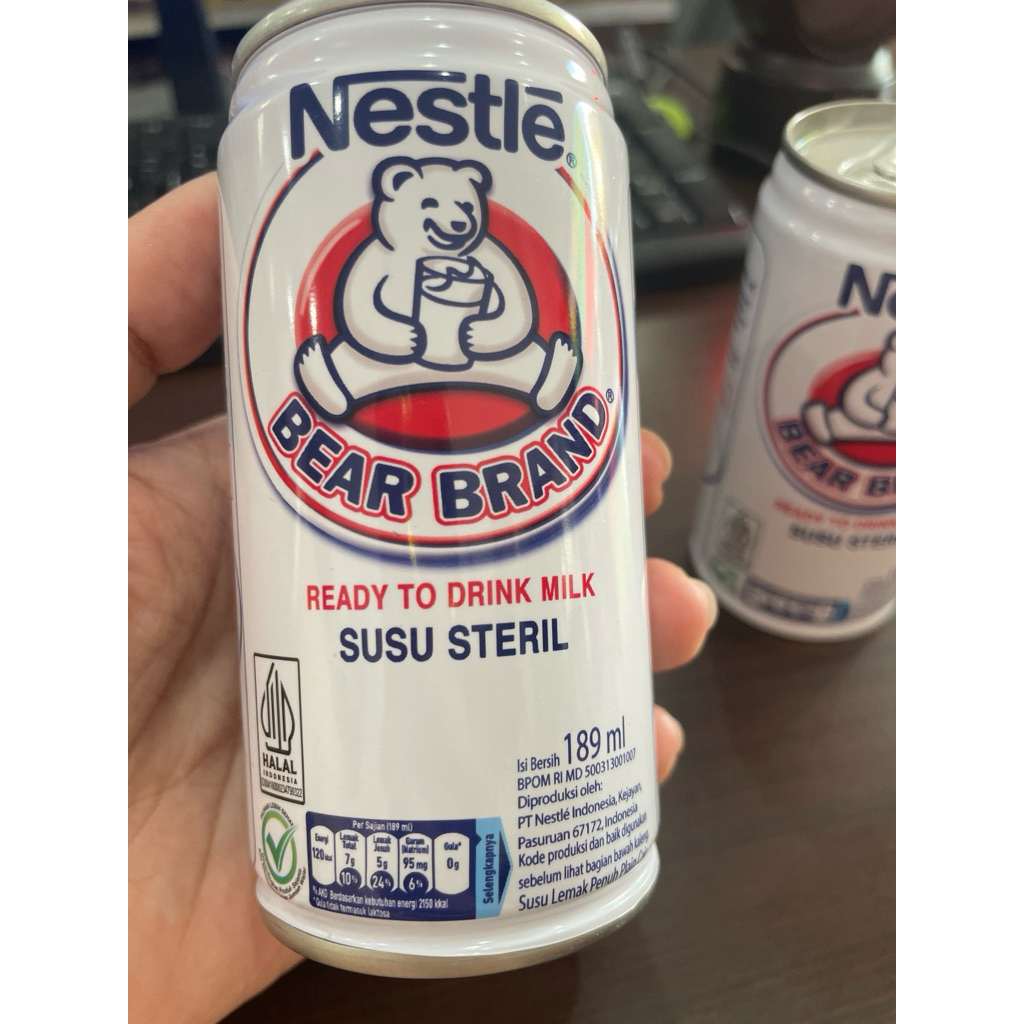 Nestlé®
BEAR BRAND®
READY TO DRINK MILK
SUSU STERIL
HALAL
INDONESIA
Isi Bersih 189 ml
BPOM RI MD 500313001007
Diproduksi oleh:
PT Nestlé Indonesia, Kejayan,
Pasuruan 67172, Indonesia
Kode produksi dan baik digunakan
sebelum lihat bagian bawah kaleng
Susu Lemak Penuh Plain
Per Sajian (189 ml)
Energi 120 kkal
Lemak Total 7g 10%
Lemak Jenuh 5g 24%
Garam (Natrium) 95 mg 6%
Gula* 0g
Selengkapnya
% AKG Berdasarkan kebutuhan energi 2150 kkal
*Gula tidak termasuk laktosa
BEAR
READY TO DRINK
SUSU